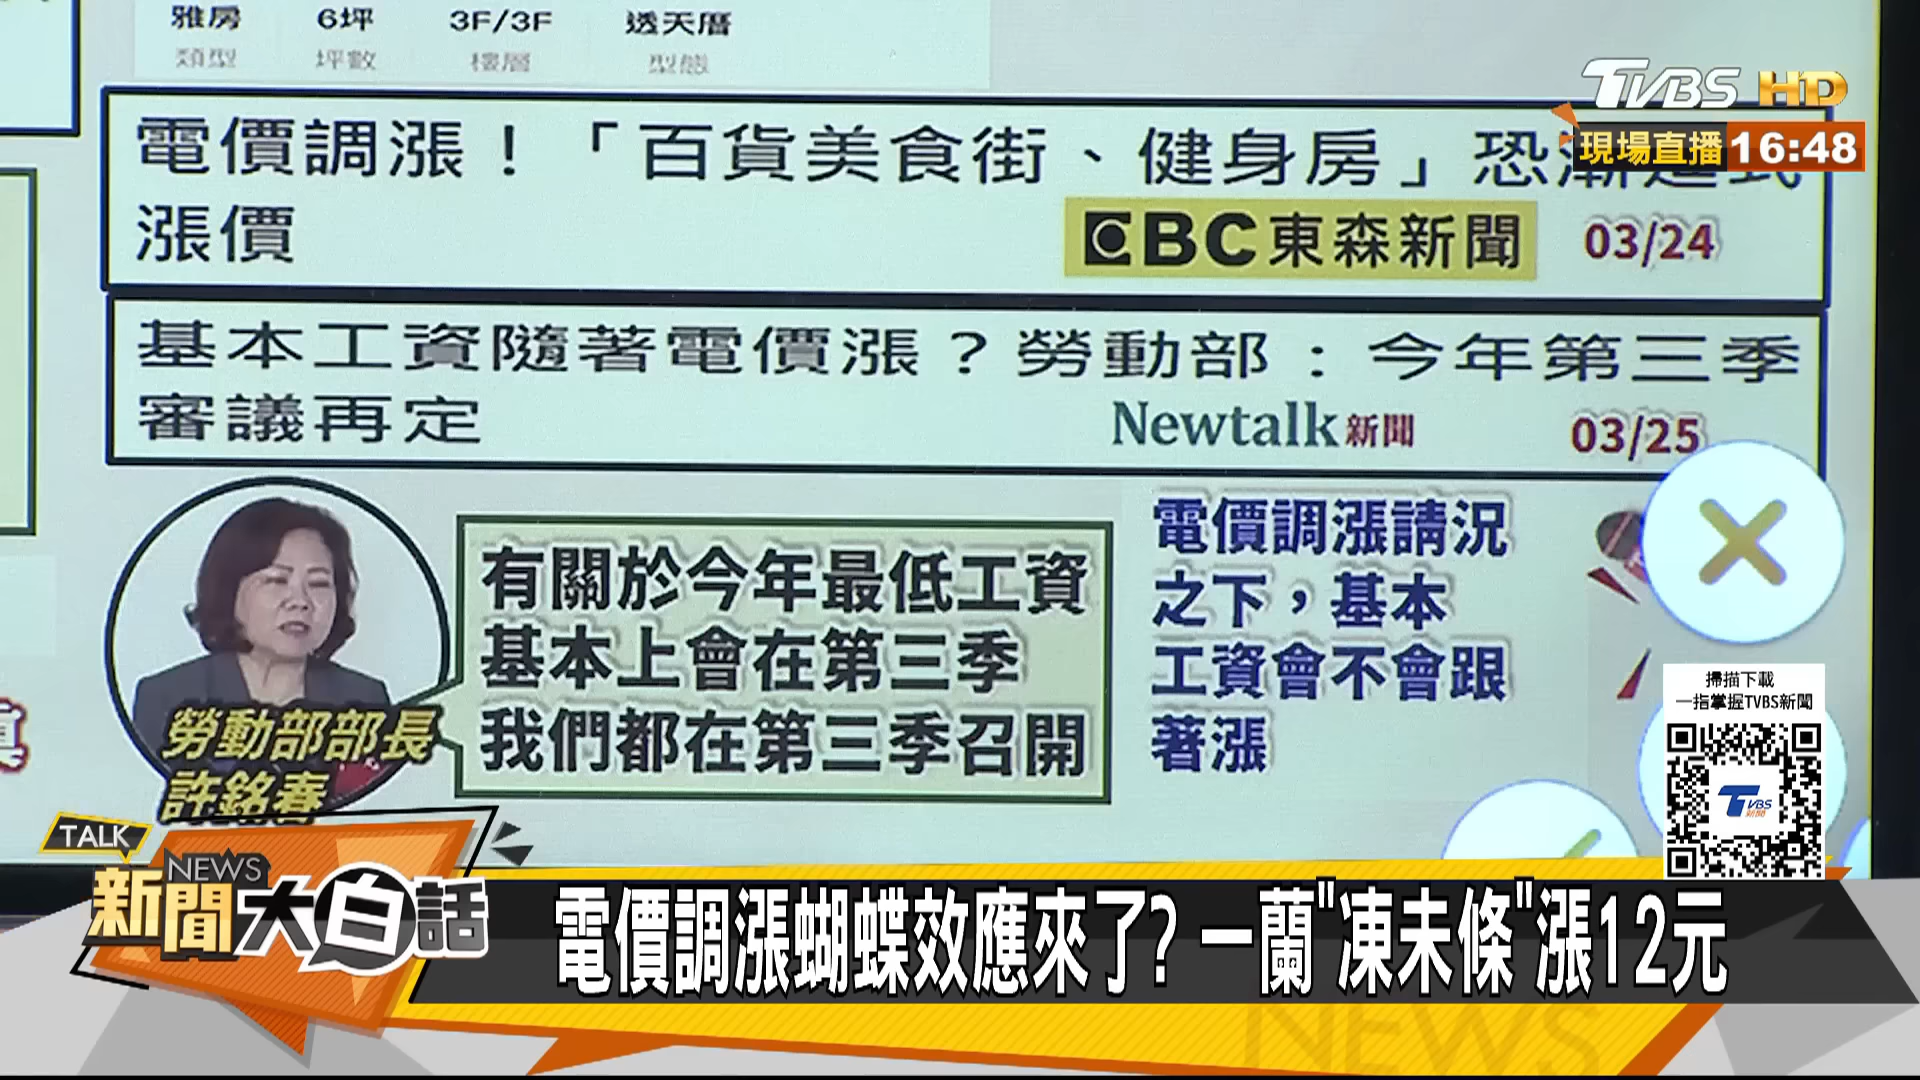 雅房 6坪 3F/3F 透天厝
類型 坪數 樓層 型態
TVBS HD
現場直播 16:48
電價調漲！「百貨美食街、健身房」恐漸進式
漲價
EBC東森新聞 03/24
基本工資隨著電價漲？勞動部：今年第三季
審議再定
Newtalk新聞 03/25
有關於今年最低工資
基本上會在第三季
我們都在第三季召開
電價調漲請況
之下，基本
工資會不會跟
著漲
勞動部部長
許銘春
掃描下載
一指掌握TVBS新聞
TVBS
新聞
TALK
NEWS
新聞大白話
電價調漲蝴蝶效應來了? 一蘭"凍未條"漲12元
NEWS